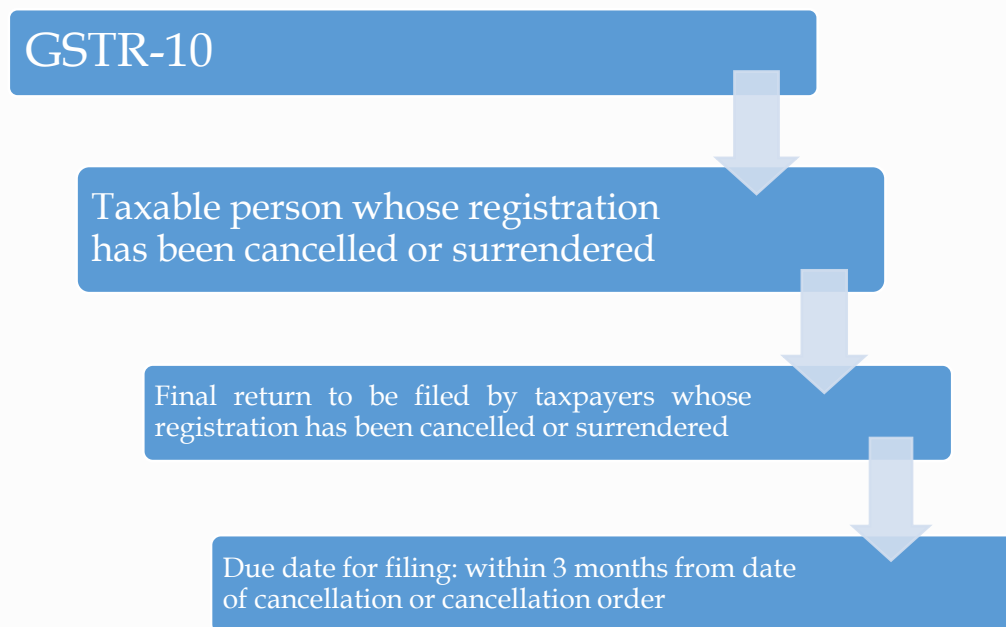 GSTR-10
Taxable person whose registration
has been cancelled or surrendered
Final return to be filed by taxpayers whose
registration has been cancelled or surrendered
Due date for filing: within 3 months from date
of cancellation or cancellation order